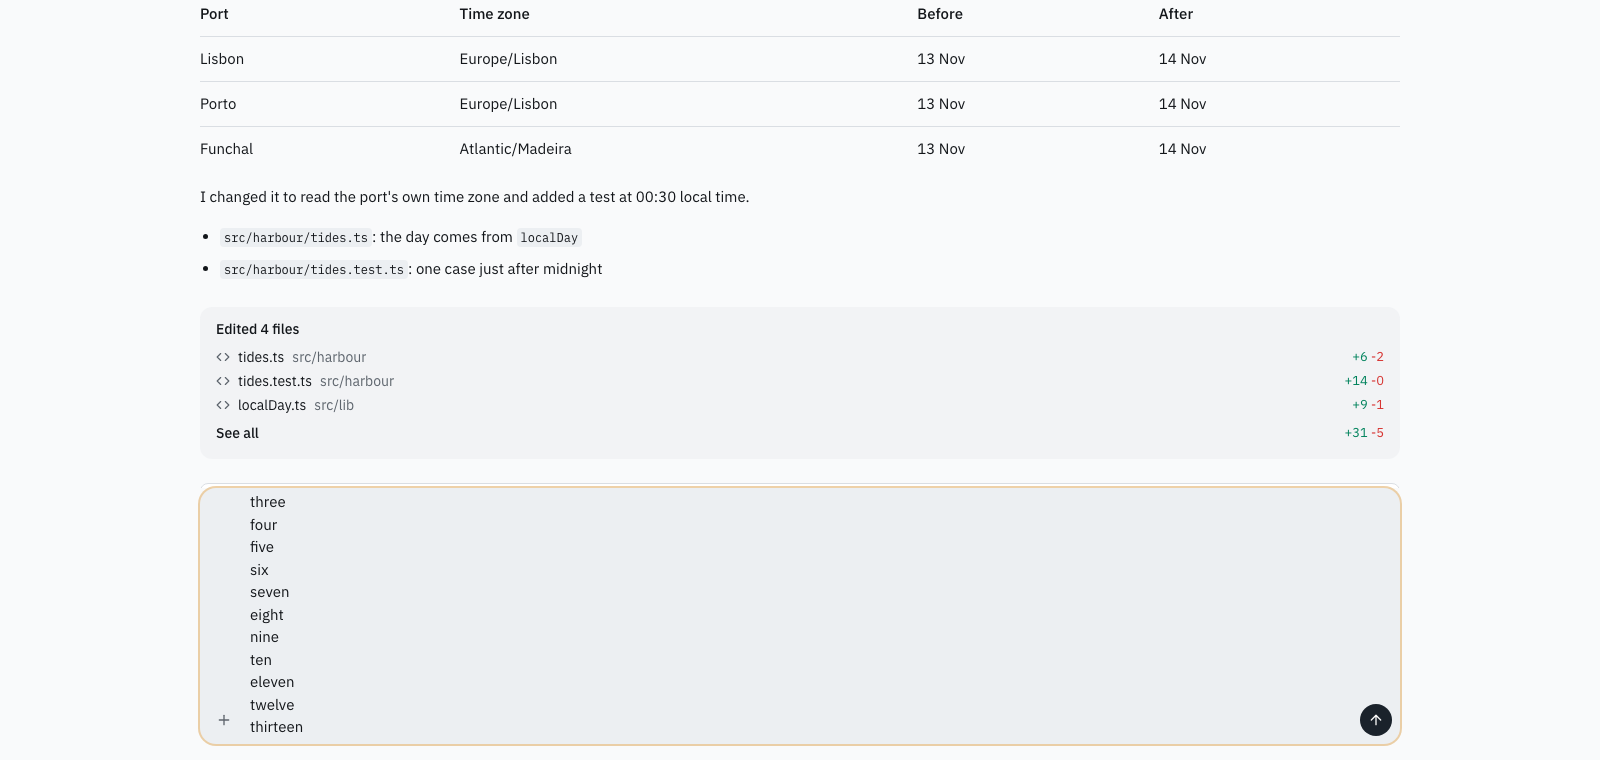 Port Time zone Before After
Lisbon Europe/Lisbon 13 Nov 14 Nov
Porto Europe/Lisbon 13 Nov 14 Nov
Funchal Atlantic/Madeira 13 Nov 14 Nov
I changed it to read the port's own time zone and added a test at 00:30 local time.
src/harbour/tides.ts: the day comes from localDay
src/harbour/tides.test.ts: one case just after midnight
Edited 4 files
tides.ts src/harbour +6 -2
tides.test.ts src/harbour +14 -0
localDay.ts src/lib +9 -1
See all +31 -5
three
four
five
six
seven
eight
nine
ten
eleven
twelve
thirteen